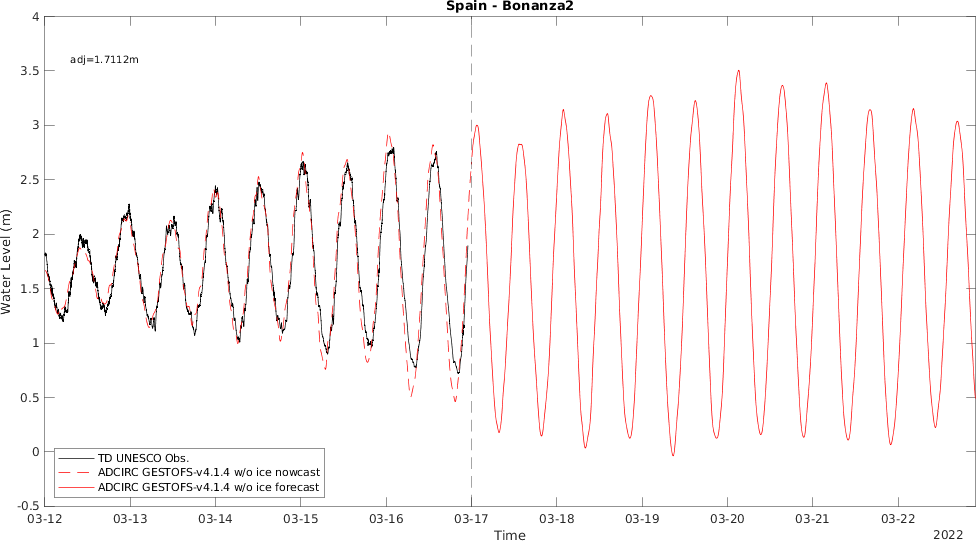 Spain - Bonanza2
adj=1.7112m
4
3.5
3
2.5
2
1.5
1
0.5
0
-0.5
Water Level (m)
TD UNESCO Obs.
ADCIRC GESTOFS-v4.1.4 w/o ice nowcast
ADCIRC GESTOFS-v4.1.4 w/o ice forecast
03-12 03-13 03-14 03-15 03-16 03-17 03-18 03-19 03-20 03-21 03-22
Time
2022